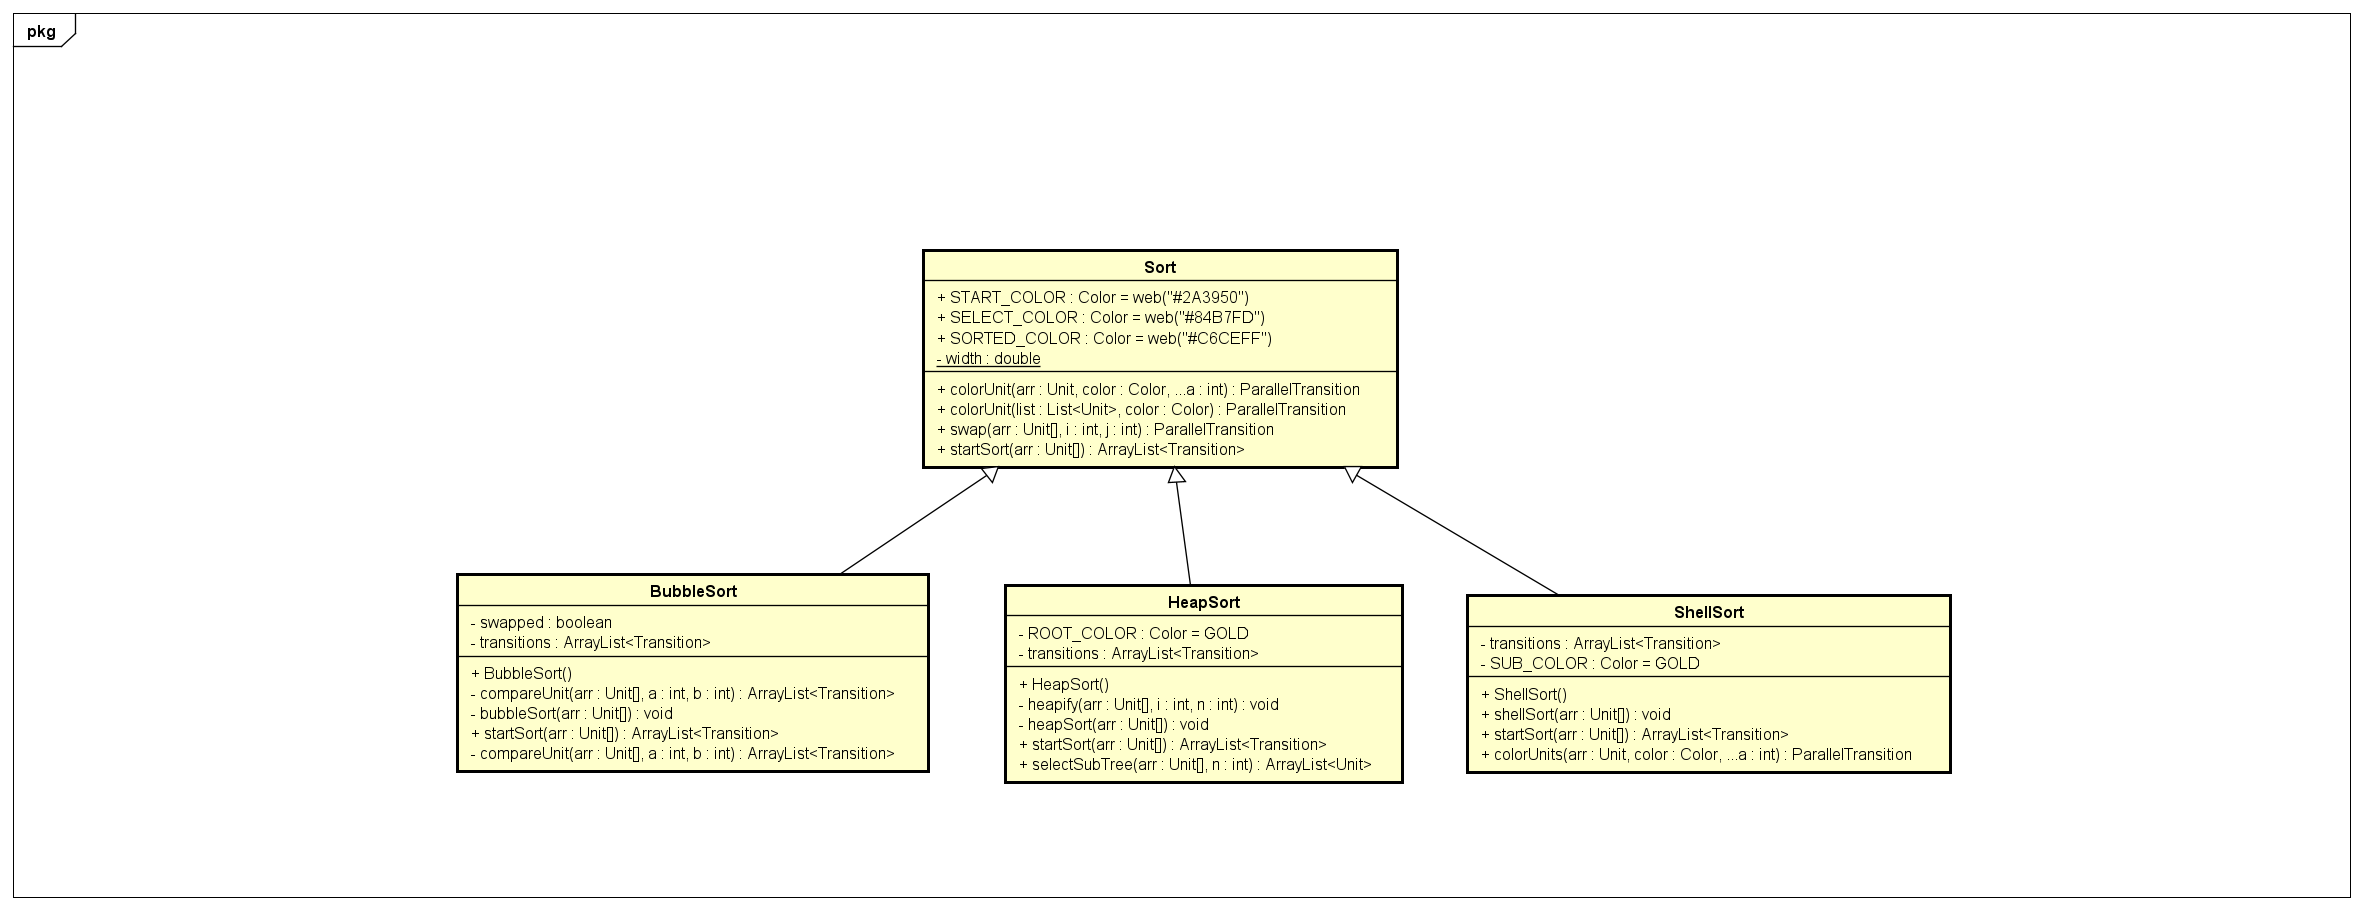 pkg
Sort
+ START_COLOR : Color = web("#2A3950")
+ SELECT_COLOR : Color = web("#84B7FD")
+ SORTED_COLOR : Color = web("#C6CEFF")
- width : double
+ colorUnit(arr : Unit, color : Color, ...a : int) : ParallelTransition
+ colorUnit(list : List<Unit>, color : Color) : ParallelTransition
+ swap(arr : Unit[], i : int, j : int) : ParallelTransition
+ startSort(arr : Unit[]) : ArrayList<Transition>
BubbleSort
- swapped : boolean
- transitions : ArrayList<Transition>
+ BubbleSort()
- compareUnit(arr : Unit[], a : int, b : int) : ArrayList<Transition>
- bubbleSort(arr : Unit[]) : void
+ startSort(arr : Unit[]) : ArrayList<Transition>
- compareUnit(arr : Unit[], a : int, b : int) : ArrayList<Transition>
HeapSort
- ROOT_COLOR : Color = GOLD
- transitions : ArrayList<Transition>
+ HeapSort()
- heapify(arr : Unit[], i : int, n : int) : void
- heapSort(arr : Unit[]) : void
+ startSort(arr : Unit[]) : ArrayList<Transition>
+ selectSubTree(arr : Unit[], n : int) : ArrayList<Unit>
ShellSort
- transitions : ArrayList<Transition>
- SUB_COLOR : Color = GOLD
+ ShellSort()
+ shellSort(arr : Unit[]) : void
+ startSort(arr : Unit[]) : ArrayList<Transition>
+ colorUnits(arr : Unit, color : Color, ...a : int) : ParallelTransition